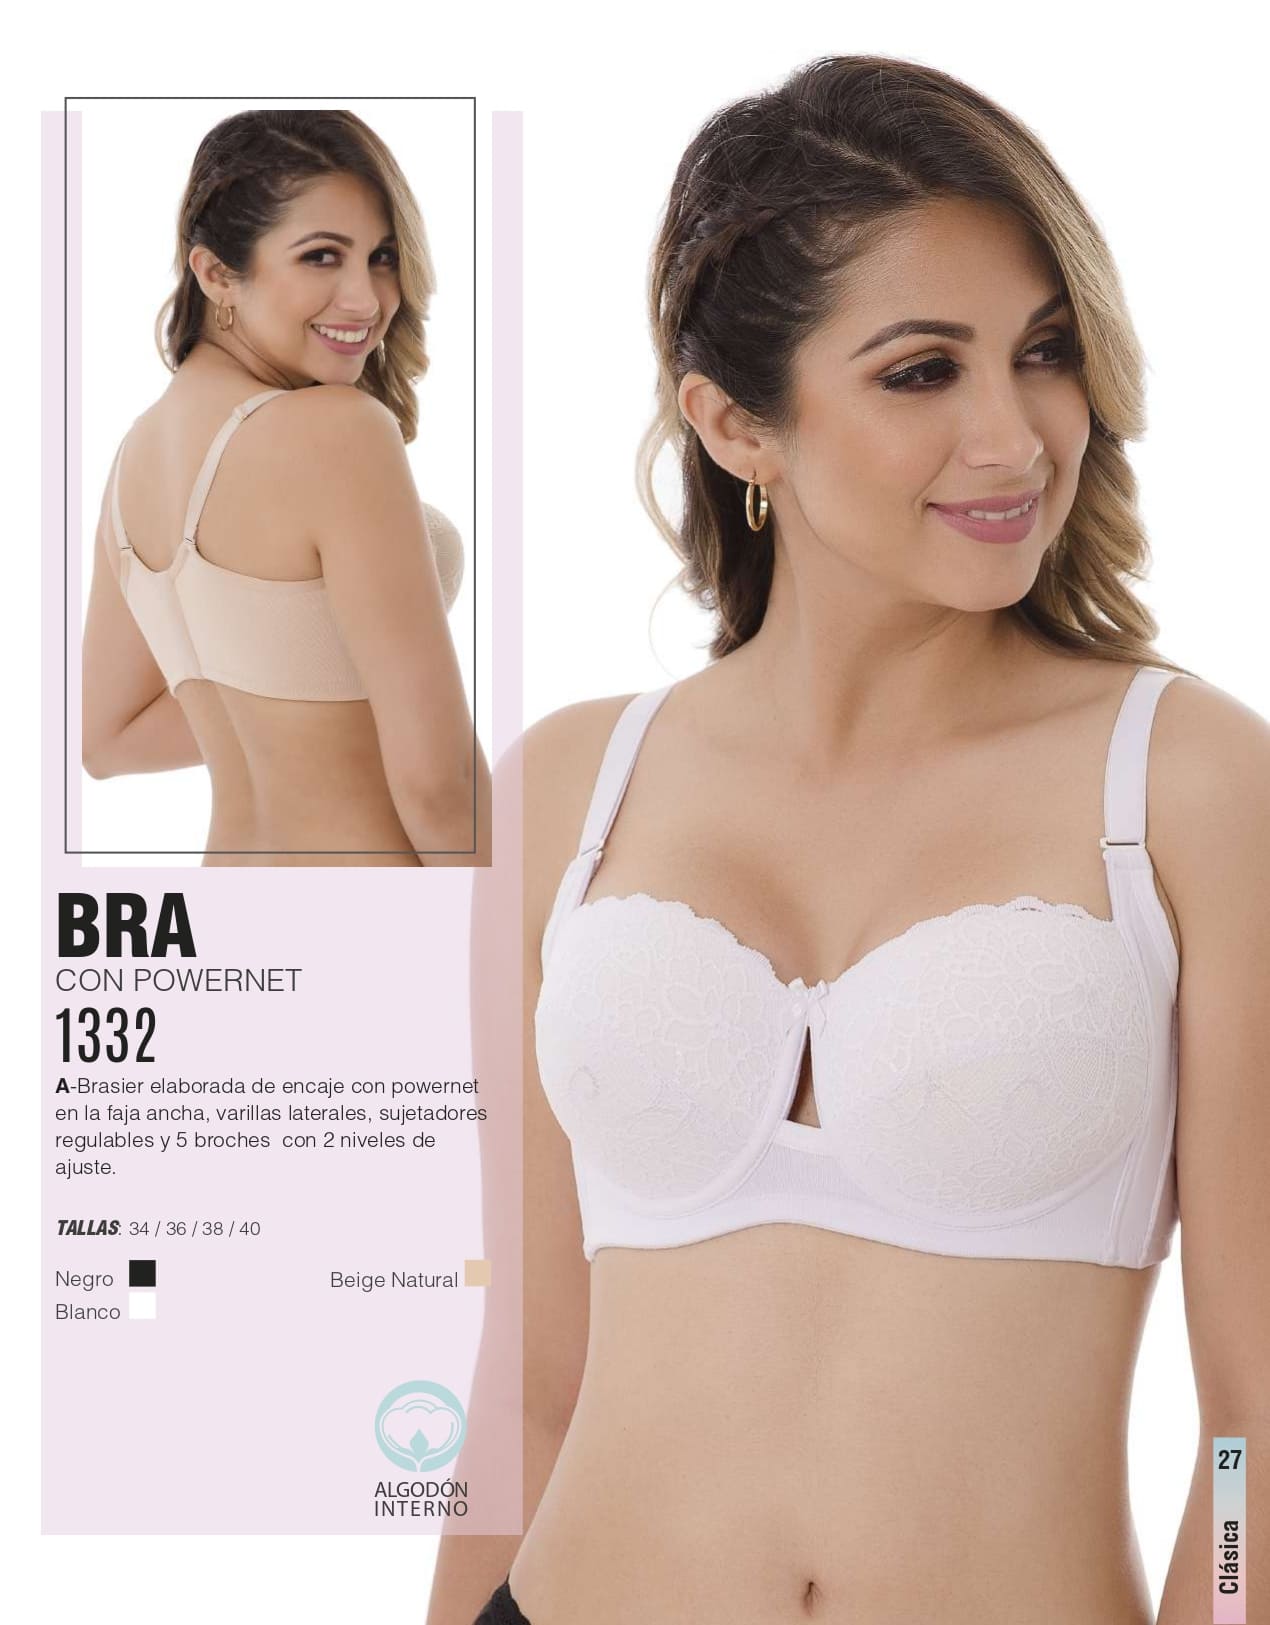 BRA
CON POWERNET
1332
A-Brasier elaborada de encaje con powernet
en la faja ancha, varillas laterales, sujetadores
regulables y 5 broches  con 2 niveles de
ajuste.
TALLAS: 34 / 36 / 38 / 40
Negro
Beige Natural
Blanco
ALGODÓN
INTERNO
27
Clásica